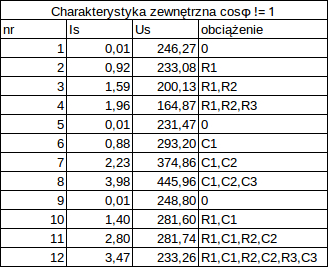 Charakterystyka zewnętrzna cosφ != 1
nr Is Us obciążenie
1 0,01 246,27 0
2 0,92 233,08 R1
3 1,59 200,13 R1,R2
4 1,96 164,87 R1,R2,R3
5 0,01 231,47 0
6 0,88 293,20 C1
7 2,23 374,86 C1,C2
8 3,98 445,96 C1,C2,C3
9 0,01 248,80 0
10 1,40 281,60 R1,C1
11 2,80 281,74 R1,C1,R2,C2
12 3,47 233,26 R1,C1,R2,C2,R3,C3